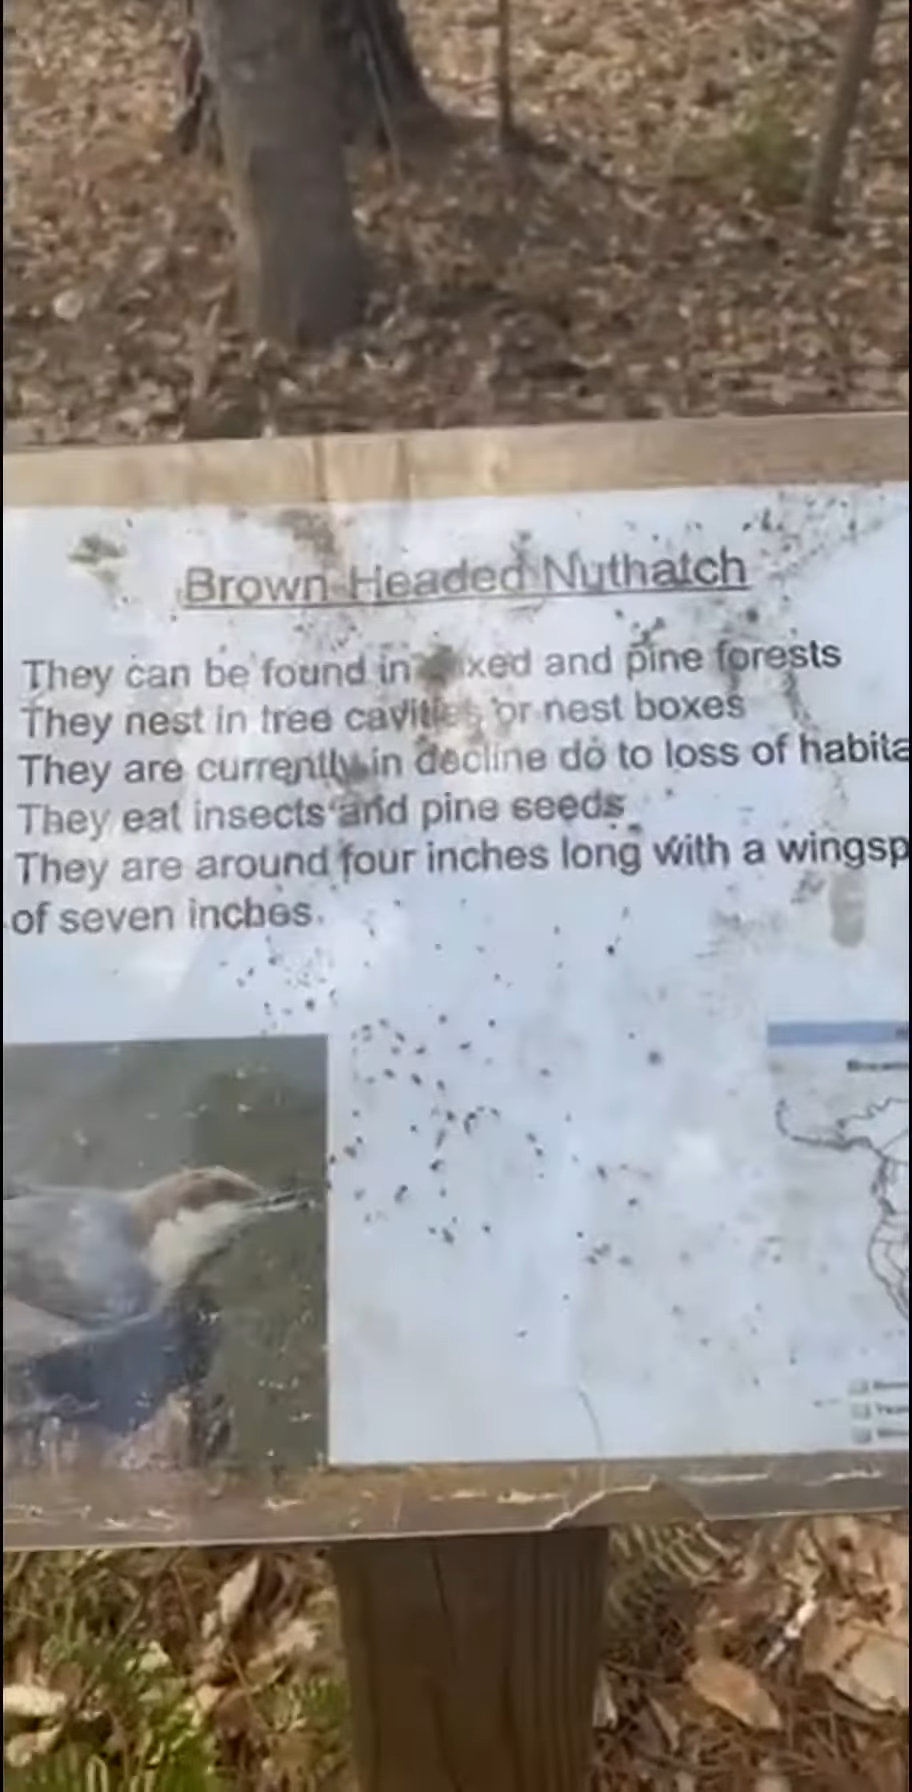 Brown-Headed Nuthatch
They can be found in mixed and pine forests
They nest in tree cavities or nest boxes
They are currently in decline do to loss of habita
They eat insects and pine seeds
They are around four inches long with a wingsp
of seven inches.